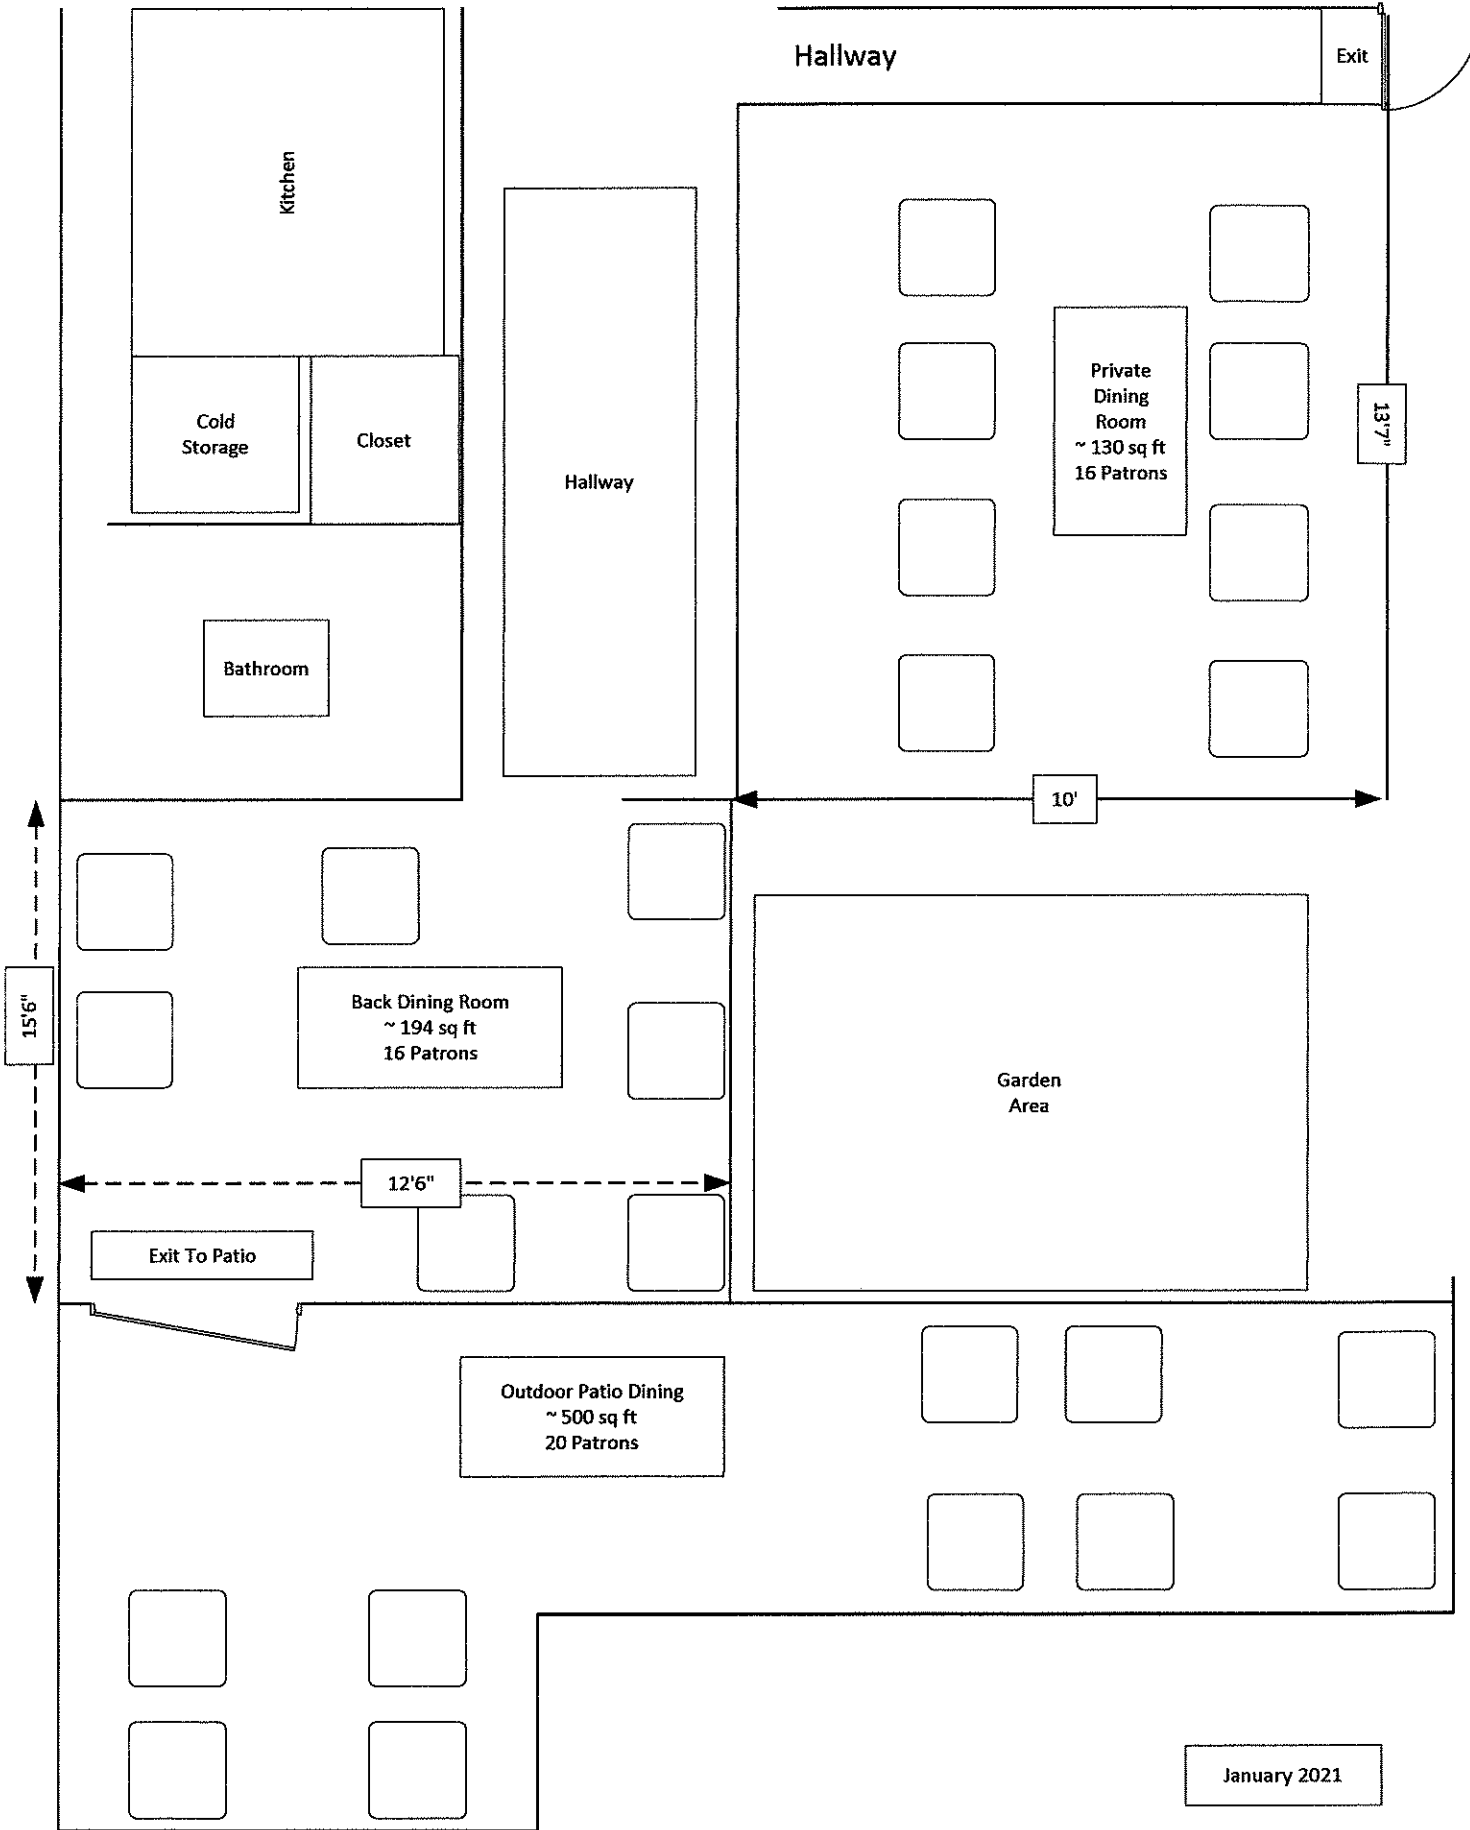 Hallway
Exit
Kitchen
Private
Dining
Room
~ 130 sq ft
16 Patrons
13'7"
Cold
Storage
Closet
Hallway
Bathroom
10'
15'6"
Back Dining Room
~ 194 sq ft
16 Patrons
Garden
Area
12'6"
Exit To Patio
Outdoor Patio Dining
~ 500 sq ft
20 Patrons
January 2021